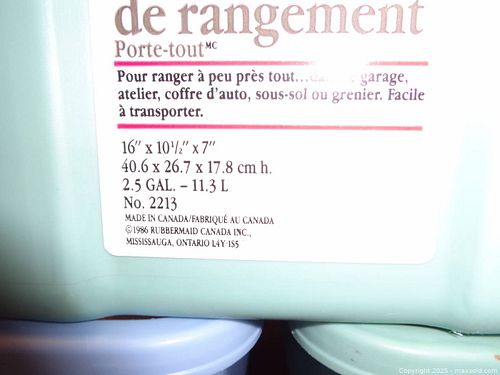 de rangement
Porte-tout MC
Pour ranger à peu près tout... garage,
atelier, coffre d'auto, sous-sol ou grenier. Facile
à transporter.
16" x 10 1/2" x 7"
40.6 x 26.7 x 17.8 cm h.
2.5 GAL. – 11.3 L
No. 2213
MADE IN CANADA/FABRIQUÉ AU CANADA
©1986 RUBBERMAID CANADA INC.,
MISSISSAUGA, ONTARIO L4Y 1S5
Copyright 2025 - maxsold.com